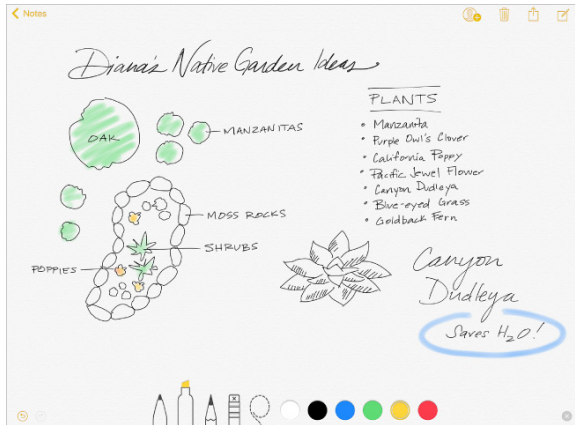 Notes
Diana's Native Garden Ideas
OAK
MANZANITAS
MOSS ROCKS
SHRUBS
POPPIES
PLANTS
• Manzanita
• Purple Owl's Clover
• California Poppy
• Pacific Jewel Flower
• Canyon Dudleya
• Blue-eyed Grass
• Goldback Fern
Canyon
Dudleya
Saves H₂O!